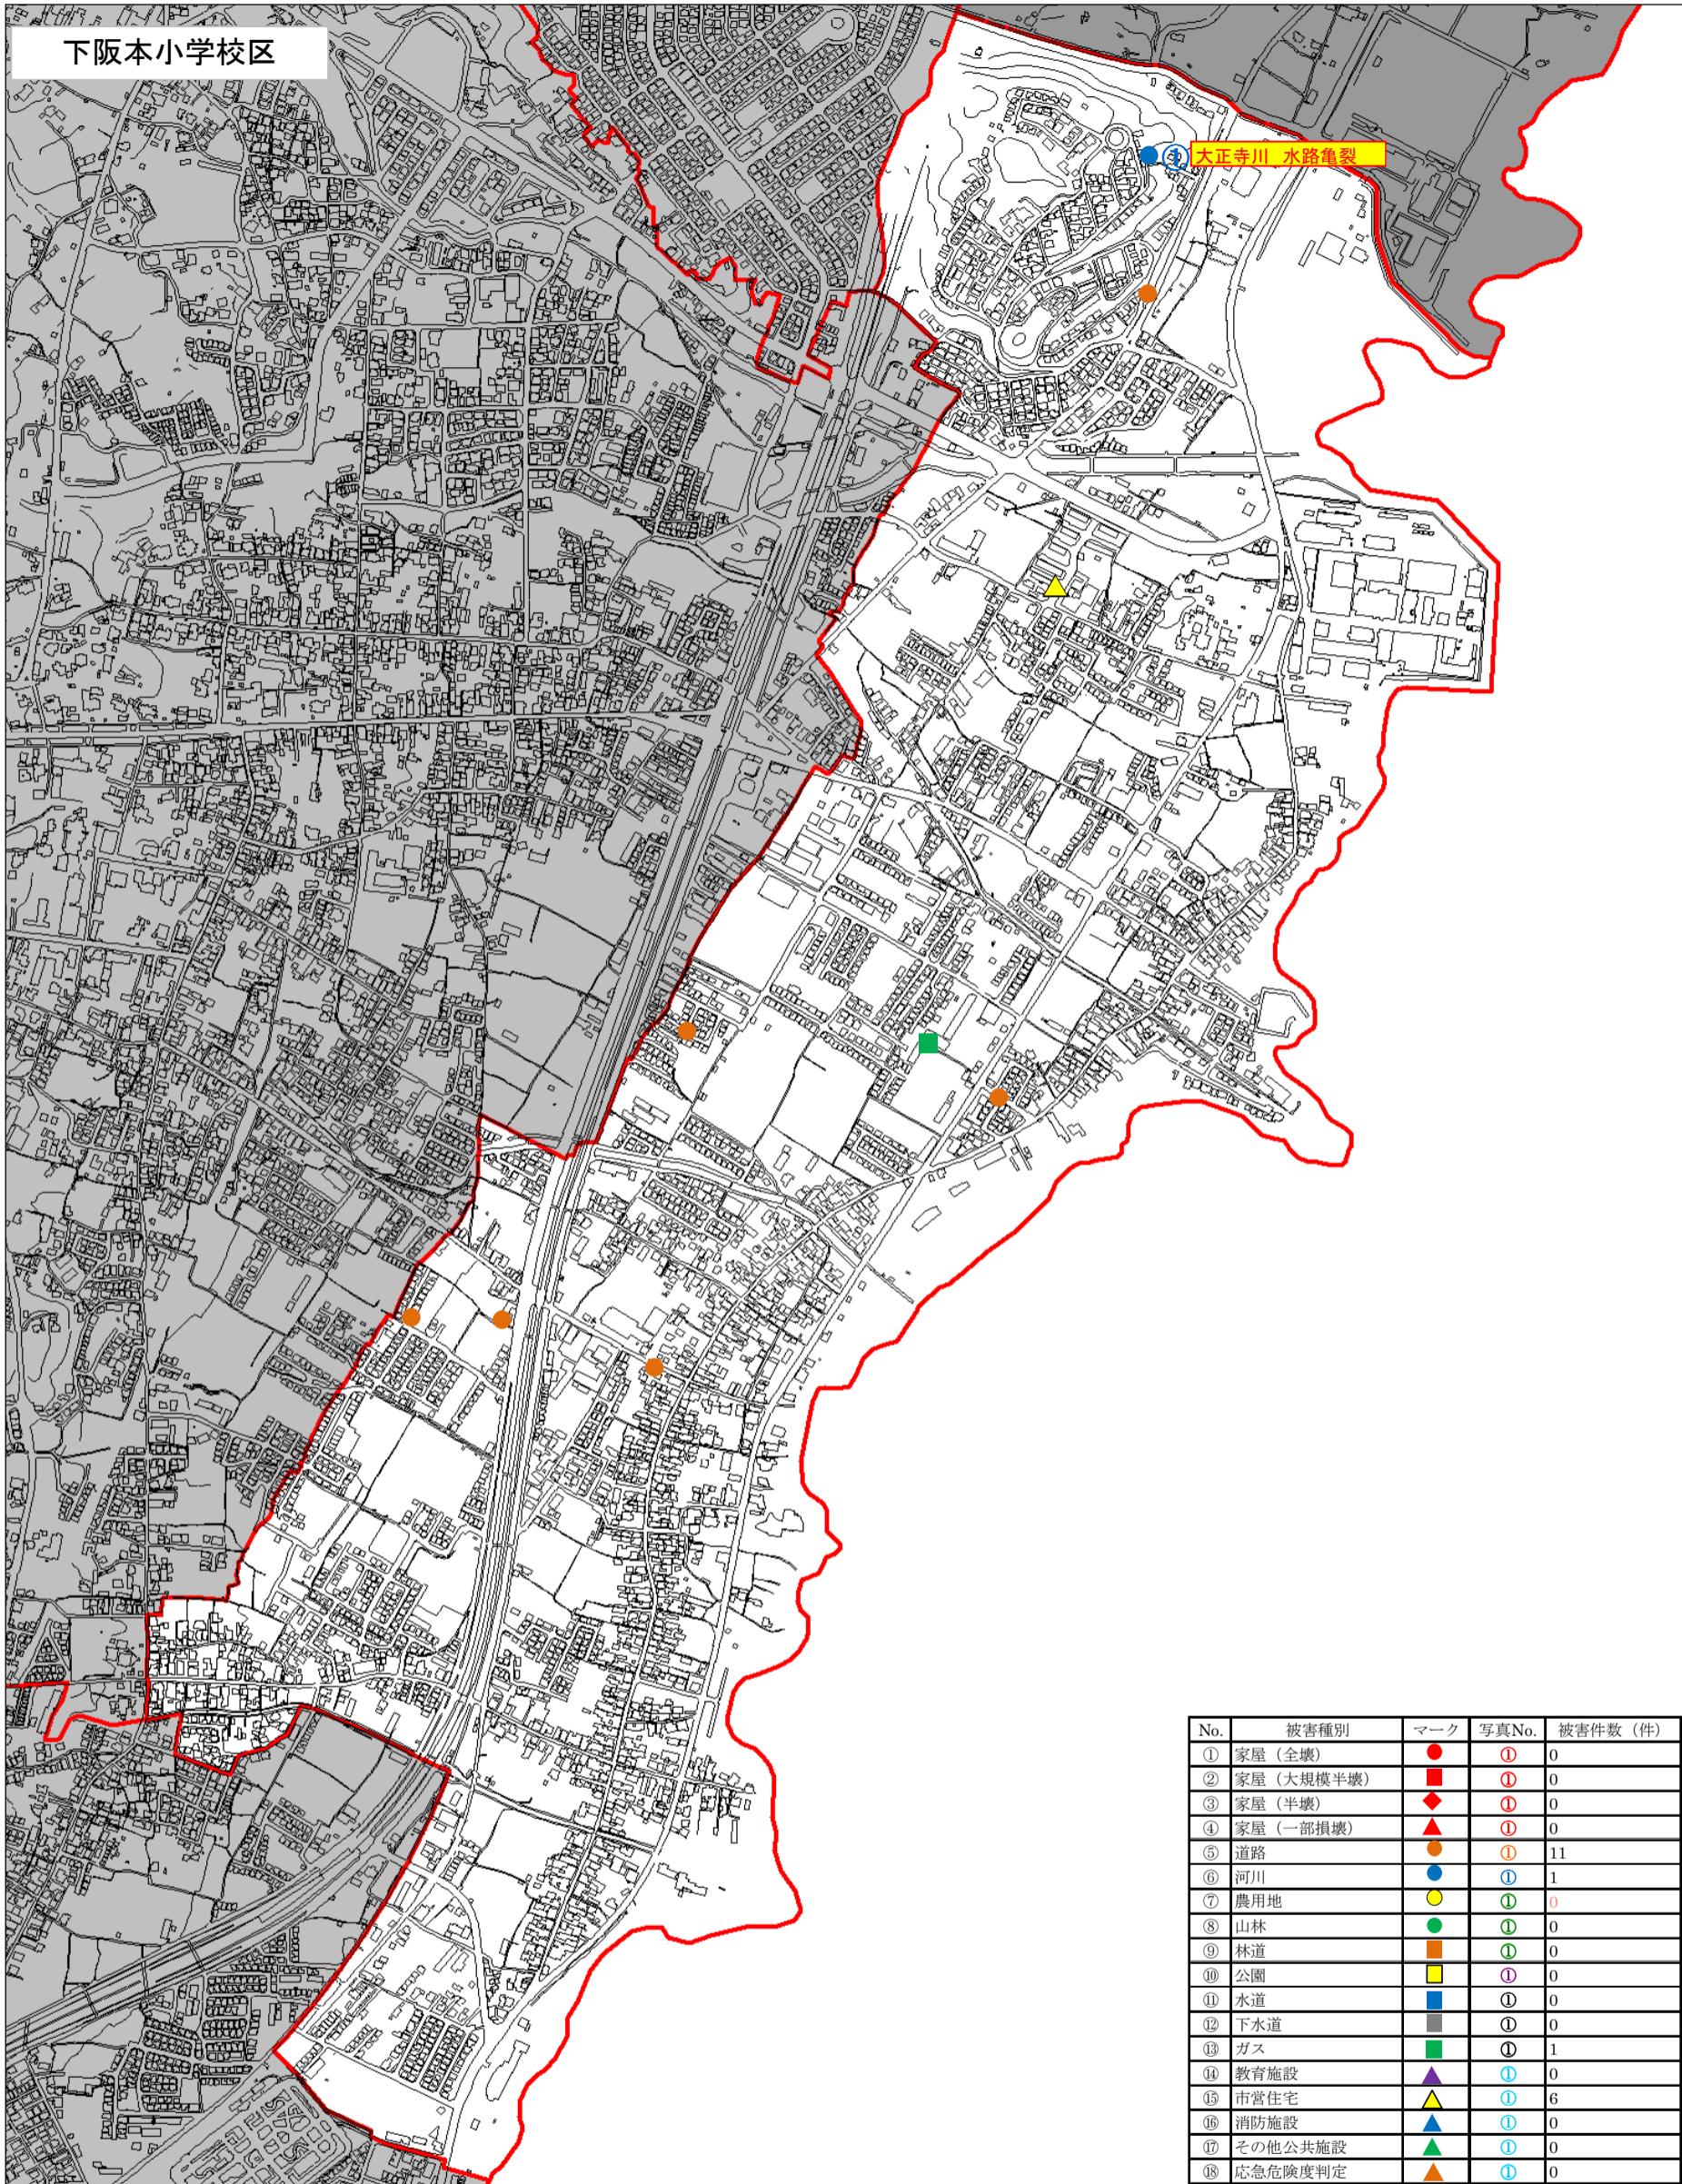 下阪本小学校区
① 大正寺川 水路亀裂
No. 被害種別 マーク 写真No. 被害件数（件）
① 家屋（全壊） ① 0
② 家屋（大規模半壊） ① 0
③ 家屋（半壊） ① 0
④ 家屋（一部損壊） ① 0
⑤ 道路 ① 11
⑥ 河川 ① 1
⑦ 農用地 ① 0
⑧ 山林 ① 0
⑨ 林道 ① 0
⑩ 公園 ① 0
⑪ 水道 ① 0
⑫ 下水道 ① 0
⑬ ガス ① 1
⑭ 教育施設 ① 0
⑮ 市営住宅 ① 6
⑯ 消防施設 ① 0
⑰ その他公共施設 ① 0
⑱ 応急危険度判定 ① 0